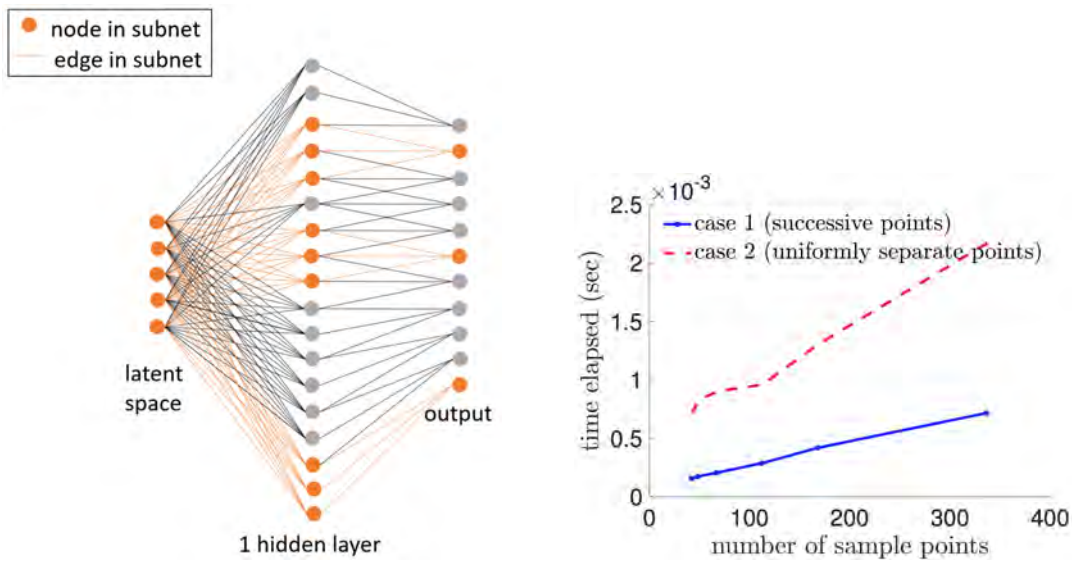 node in subnet
edge in subnet
latent
space
output
1 hidden layer
× 10⁻³
2.5
2
1.5
1
0.5
0
time elapsed (sec)
case 1 (successive points)
case 2 (uniformly separate points)
0 100 200 300 400
number of sample points